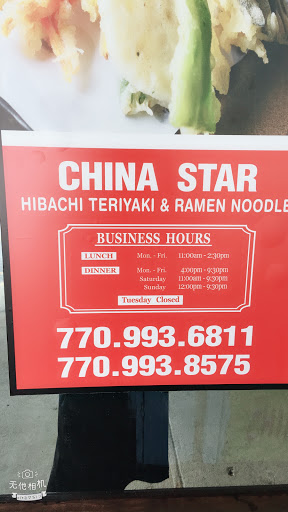 CHINA STAR
HIBACHI TERIYAKI & RAMEN NOODLE
BUSINESS HOURS
LUNCH Mon. - Fri. 11:00am - 2:30pm
DINNER Mon. - Fri. 4:00pm - 9:30pm
Saturday 11:00am - 9:30pm
Sunday 12:00pm - 9:30pm
Tuesday Closed
770.993.6811
770.993.8575
无他相机